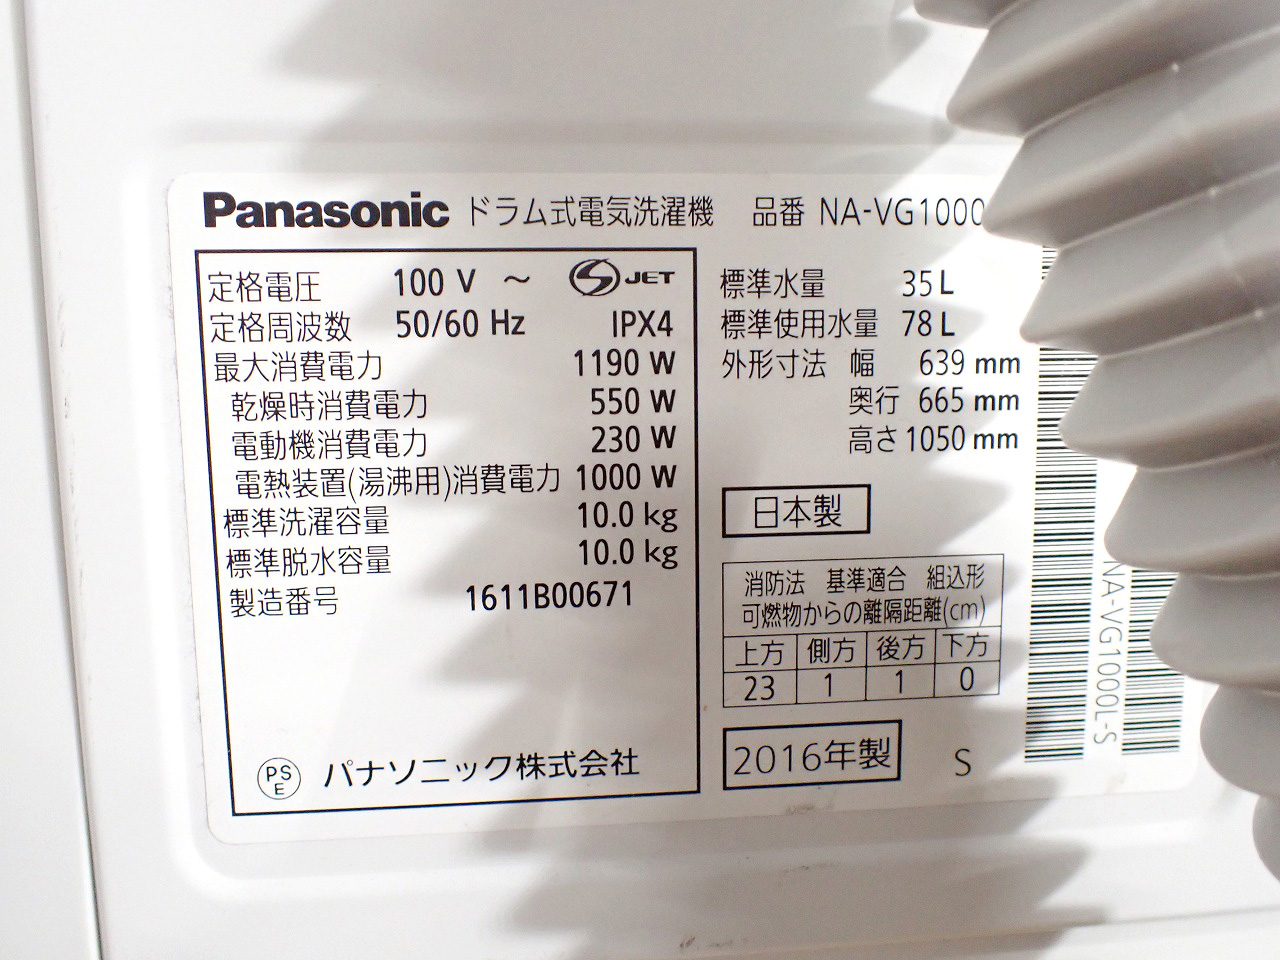 Panasonic ドラム式電気洗濯機 品番 NA-VG1000
定格電圧 100 V ~ S JET
定格周波数 50/60 Hz IPX4
最大消費電力 1190 W
乾燥時消費電力 550 W
電動機消費電力 230 W
電熱装置(湯沸用)消費電力 1000 W
標準洗濯容量 10.0 kg
標準脱水容量 10.0 kg
製造番号 1611B00671
PS
E
パナソニック株式会社
標準水量 35 L
標準使用水量 78 L
外形寸法 幅 639 mm
奥行 665 mm
高さ 1050 mm
日本製
消防法 基準適合 組込形
可燃物からの離隔距離(cm)
上方 側方 後方 下方
23 1 1 0
2016年製 S
NA-VG1000L-S